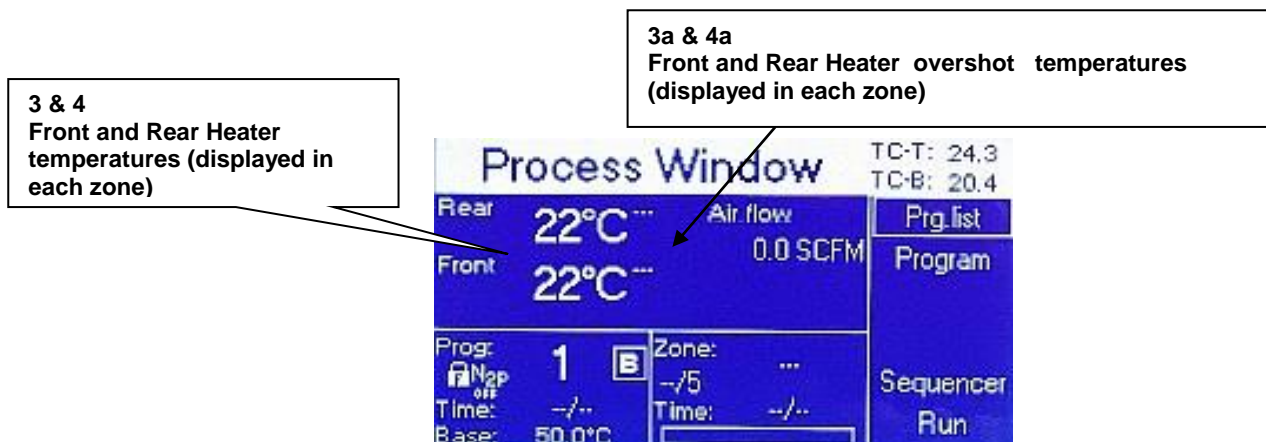 3a & 4a
Front and Rear Heater overshot temperatures
(displayed in each zone)
3 & 4
Front and Rear Heater
temperatures (displayed in
each zone)
Process Window
TC-T: 24.3
TC-B: 20.4
Rear
22°C ---
Air flow
0.0 SCFM
Front
22°C ---
Prg.list
Program
Prog:
1
B
N2P
OFF
Time: --/--
Base: 50.0°C
Zone:
--/5
---
Time: --/--
Sequencer
Run